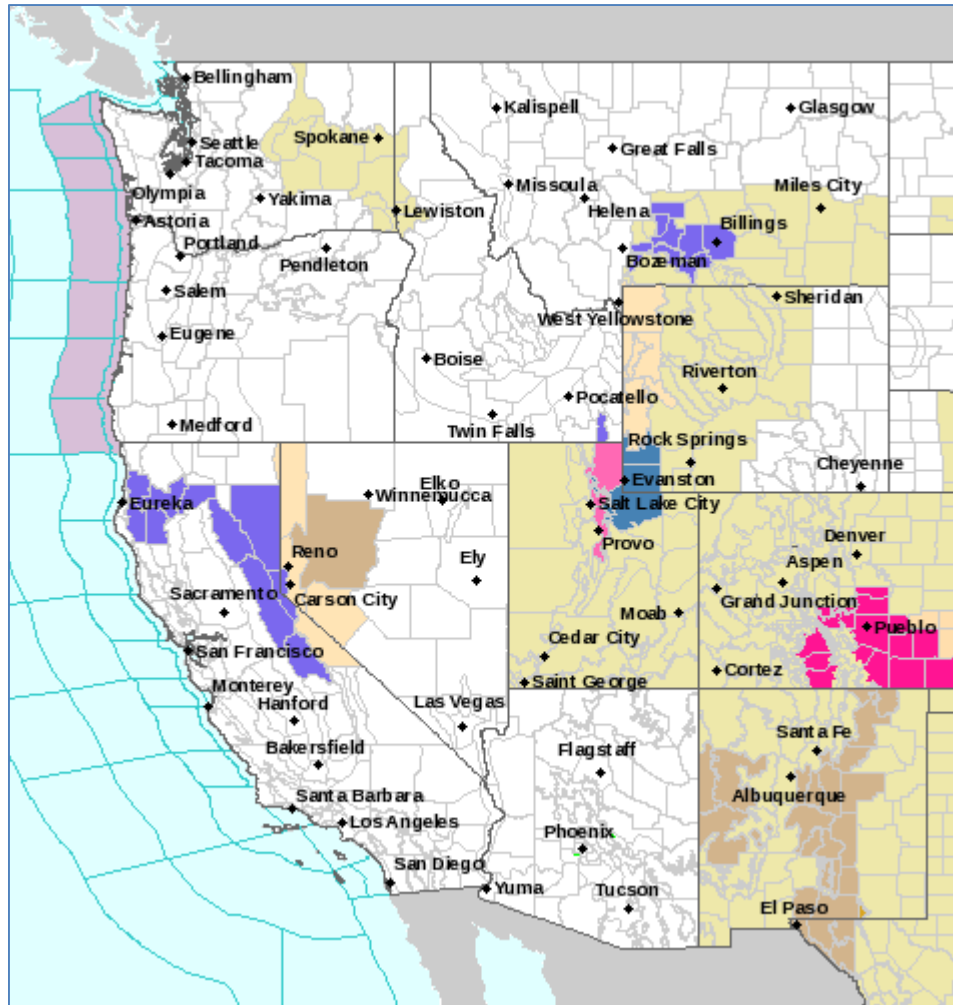 Bellingham
Kalispell
Glasgow
Spokane
Seattle
Great Falls
Tacoma
Olympia
Missoula
Miles City
Yakima
Lewiston
Helena
Astoria
Billings
Portland
Pendleton
Bozeman
Salem
Sheridan
West Yellowstone
Eugene
Boise
Riverton
Pocatello
Medford
Twin Falls
Rock Springs
Cheyenne
Elko
Evanston
Winnemucca
Eureka
Salt Lake City
Provo
Denver
Reno
Ely
Aspen
Sacramento
Carson City
Grand Junction
Moab
Pueblo
Cedar City
San Francisco
Cortez
Saint George
Monterey
Hanford
Las Vegas
Bakersfield
Flagstaff
Santa Fe
Albuquerque
Santa Barbara
Los Angeles
Phoenix
San Diego
Yuma
Tucson
El Paso